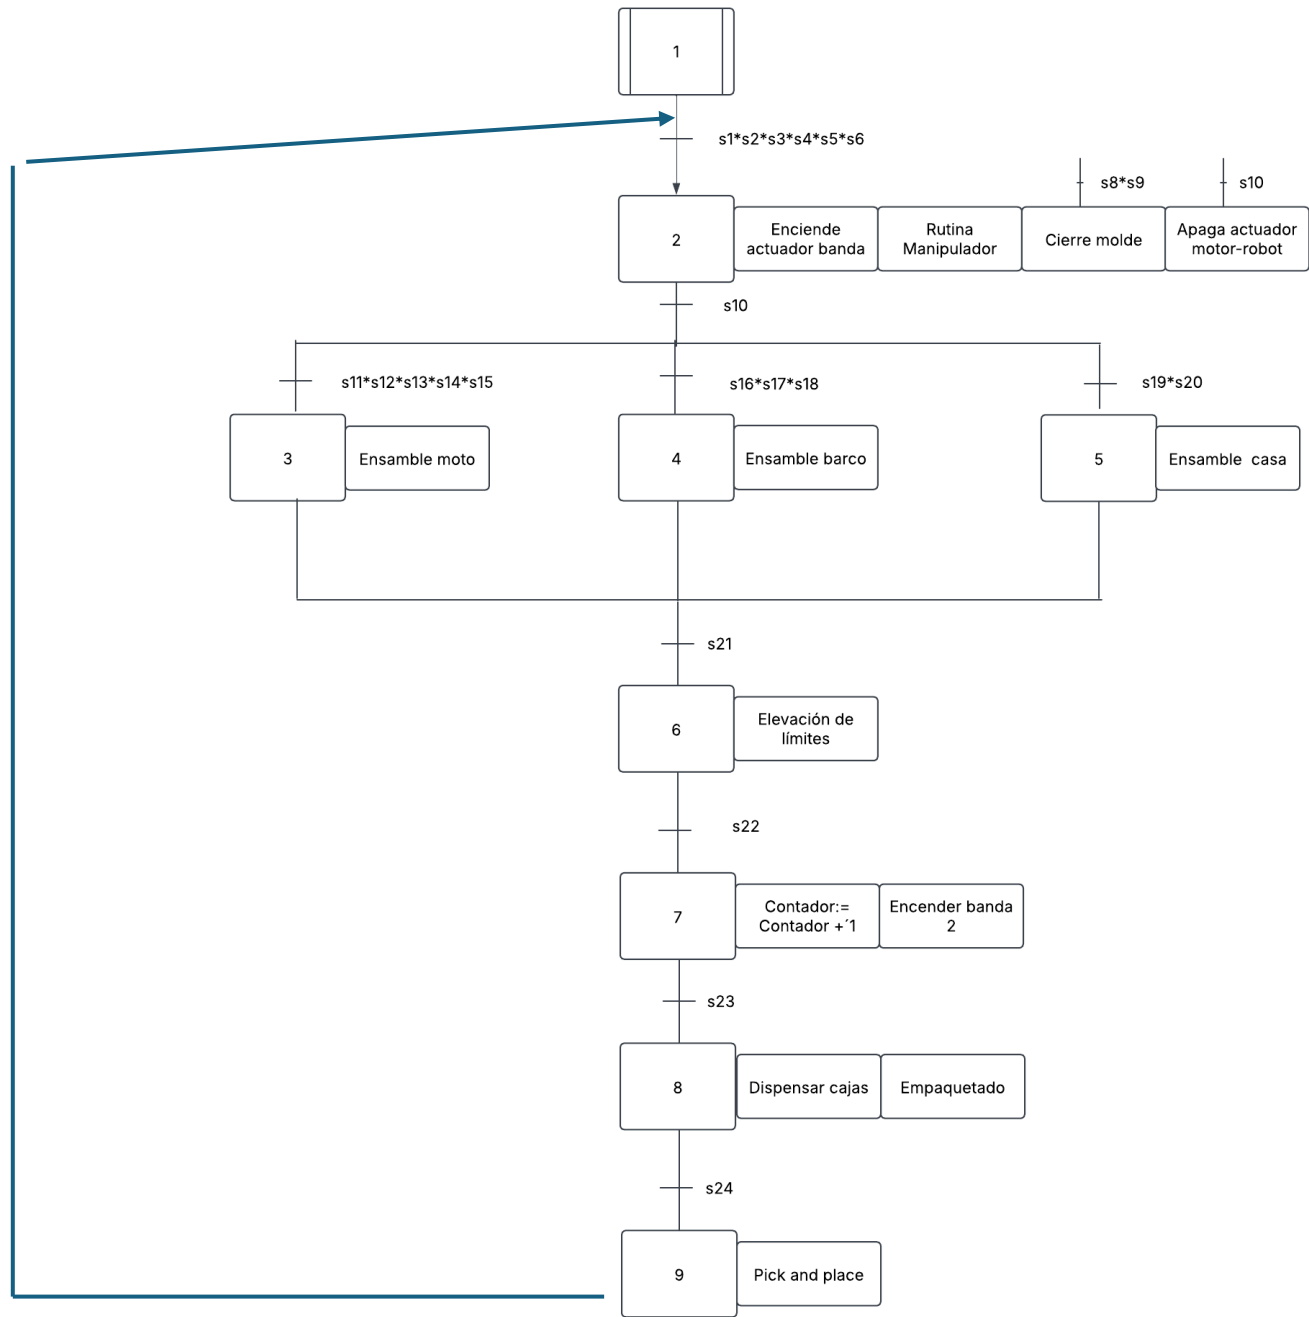 1
s1*s2*s3*s4*s5*s6
s8*s9
s10
2
Enciende
actuador banda
Rutina
Manipulador
Cierre molde
Apaga actuador
motor-robot
s10
s11*s12*s13*s14*s15
s16*s17*s18
s19*s20
3
Ensamble moto
4
Ensamble barco
5
Ensamble  casa
s21
6
Elevación de
límites
s22
7
Contador:=
Contador +´1
Encender banda
2
s23
8
Dispensar cajas
Empaquetado
s24
9
Pick and place